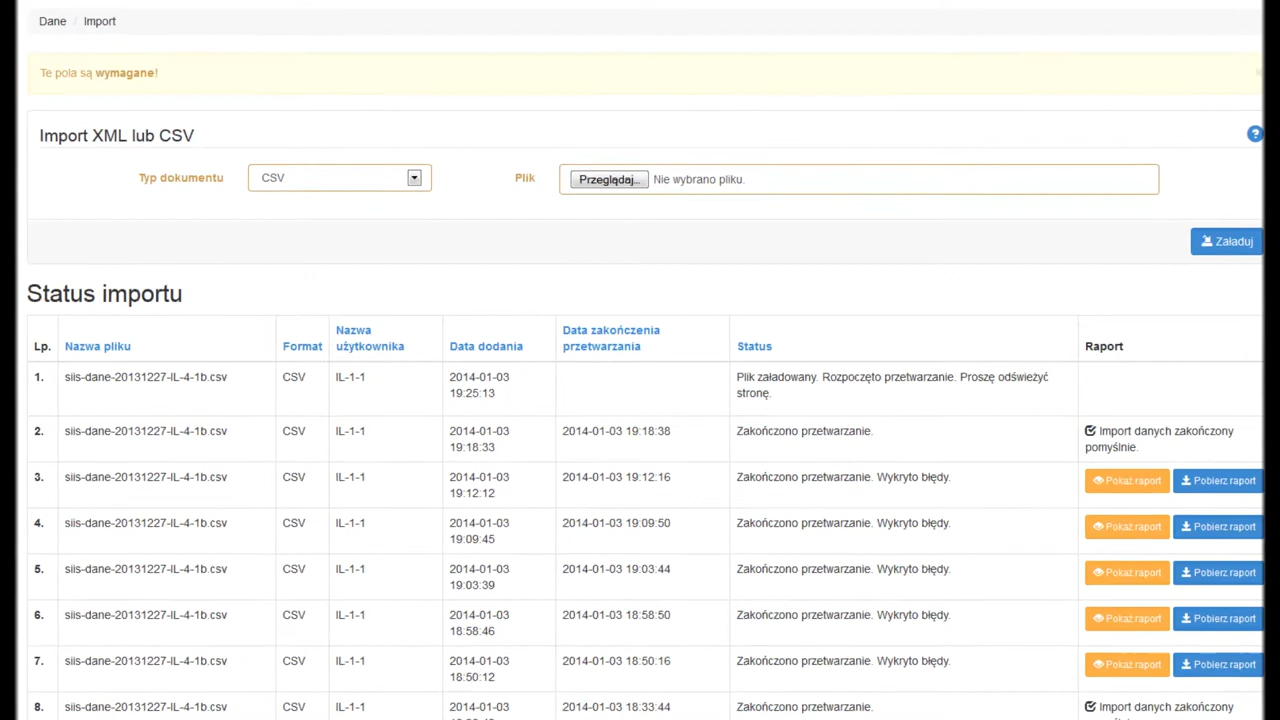 Dane / Import
Te pola są wymagane!
Import XML lub CSV
Typ dokumentu CSV Plik Przeglądaj... Nie wybrano pliku.
Załaduj
Status importu
Lp. Nazwa pliku Format Nazwa użytkownika Data dodania Data zakończenia przetwarzania Status Raport
1. siis-dane-20131227-IL-4-1b.csv CSV IL-1-1 2014-01-03 19:25:13 Plik załadowany. Rozpoczęto przetwarzanie. Proszę odświeżyć stronę.
2. siis-dane-20131227-IL-4-1b.csv CSV IL-1-1 2014-01-03 19:18:33 2014-01-03 19:18:38 Zakończono przetwarzanie. Import danych zakończony pomyślnie.
3. siis-dane-20131227-IL-4-1b.csv CSV IL-1-1 2014-01-03 19:12:12 2014-01-03 19:12:16 Zakończono przetwarzanie. Wykryto błędy. Pokaż raport Pobierz raport
4. siis-dane-20131227-IL-4-1b.csv CSV IL-1-1 2014-01-03 19:09:45 2014-01-03 19:09:50 Zakończono przetwarzanie. Wykryto błędy. Pokaż raport Pobierz raport
5. siis-dane-20131227-IL-4-1b.csv CSV IL-1-1 2014-01-03 19:03:39 2014-01-03 19:03:44 Zakończono przetwarzanie. Wykryto błędy. Pokaż raport Pobierz raport
6. siis-dane-20131227-IL-4-1b.csv CSV IL-1-1 2014-01-03 18:58:46 2014-01-03 18:58:50 Zakończono przetwarzanie. Wykryto błędy. Pokaż raport Pobierz raport
7. siis-dane-20131227-IL-4-1b.csv CSV IL-1-1 2014-01-03 18:50:12 2014-01-03 18:50:16 Zakończono przetwarzanie. Wykryto błędy. Pokaż raport Pobierz raport
8. siis-dane-20131227-IL-4-1b.csv CSV IL-1-1 2014-01-03 2014-01-03 18:33:44 Zakończono przetwarzanie. Import danych zakończony